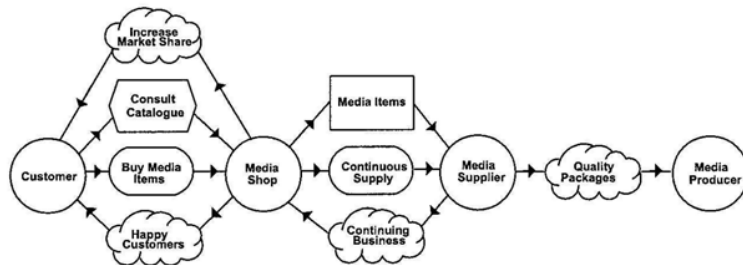 Increase
Market Share
Consult
Catalogue
Media Items
Customer
Buy Media
Items
Media
Shop
Continuous
Supply
Media
Supplier
Quality
Packages
Media
Producer
Happy
Customers
Continuing
Business